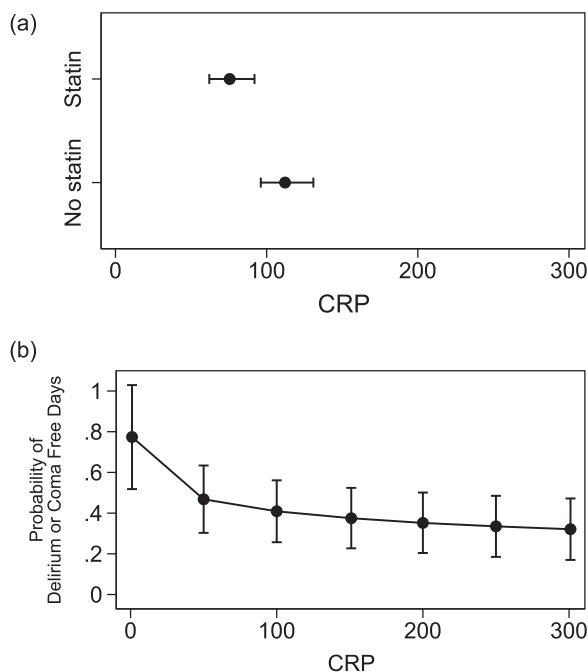 (a)
Statin
No statin
0 100 200 300
CRP
(b)
Probability of
Delirium or Coma Free Days
1
.8
.6
.4
.2
0
0 100 200 300
CRP